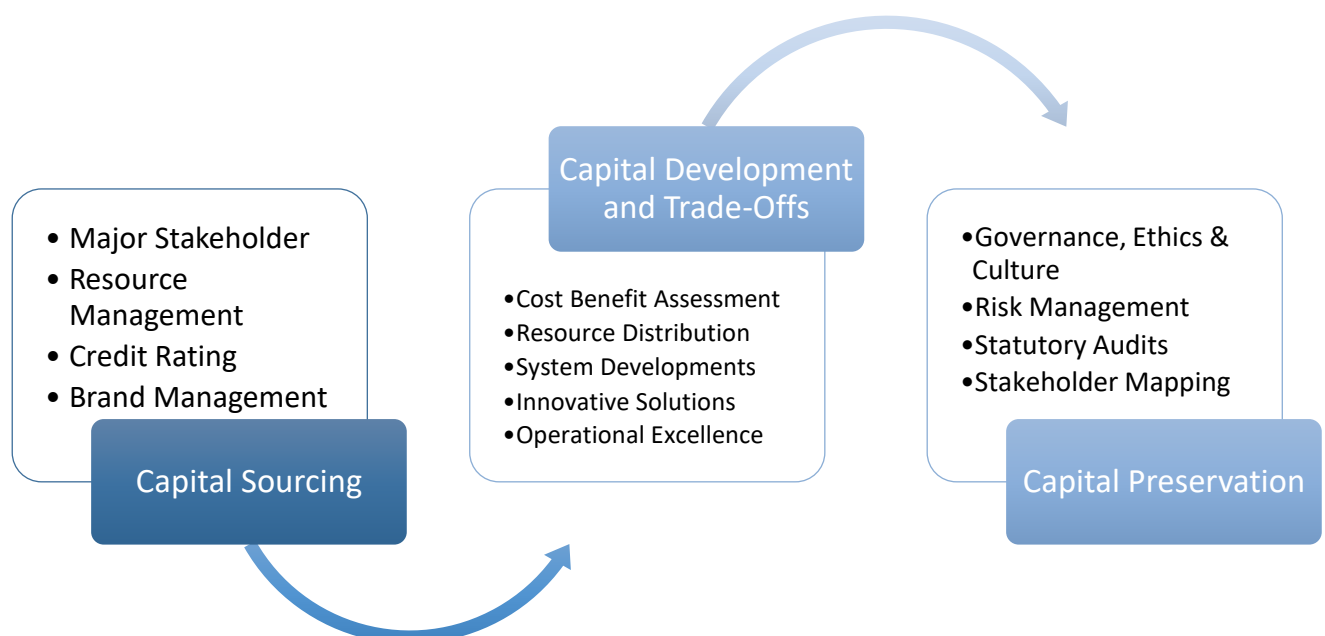 • Major Stakeholder
• Resource
Management
• Credit Rating
• Brand Management
Capital Sourcing
Capital Development
and Trade-Offs
•Cost Benefit Assessment
•Resource Distribution
•System Developments
•Innovative Solutions
•Operational Excellence
•Governance, Ethics &
Culture
•Risk Management
•Statutory Audits
•Stakeholder Mapping
Capital Preservation